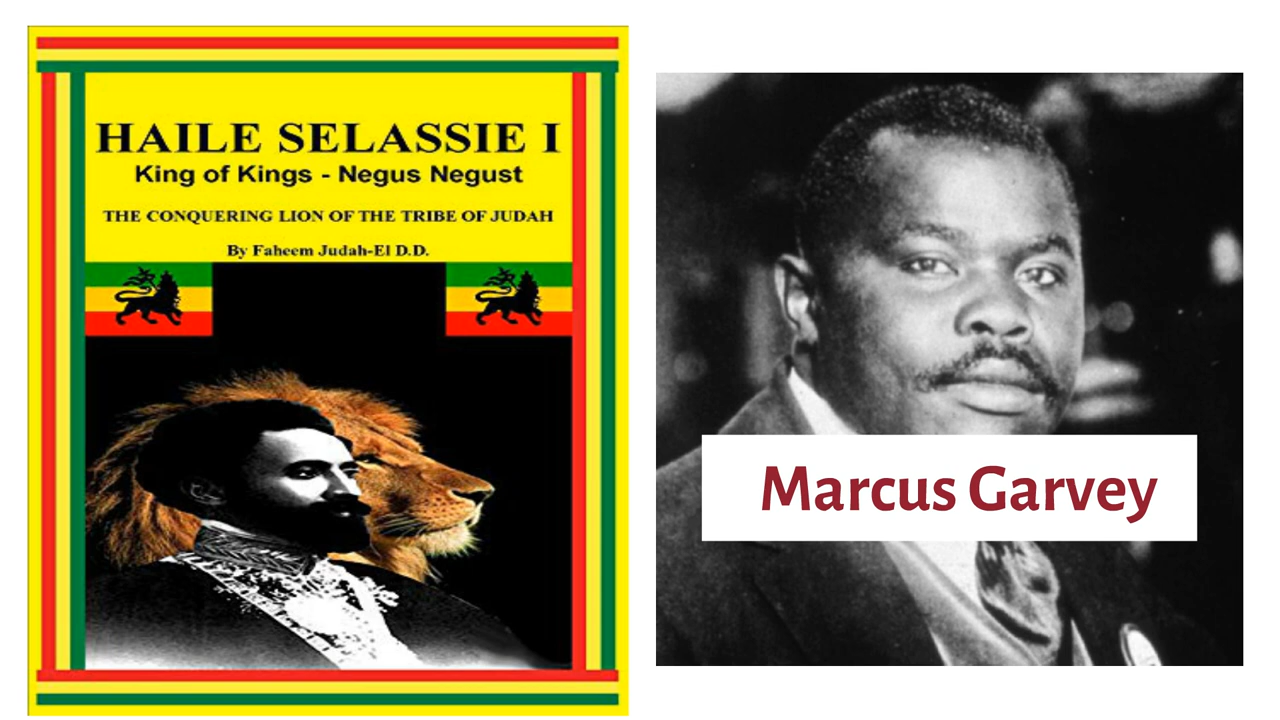 HAILE SELASSIE I
King of Kings - Negus Negust
THE CONQUERING LION OF THE TRIBE OF JUDAH
By Faheem Judah-El D.D.
Marcus Garvey